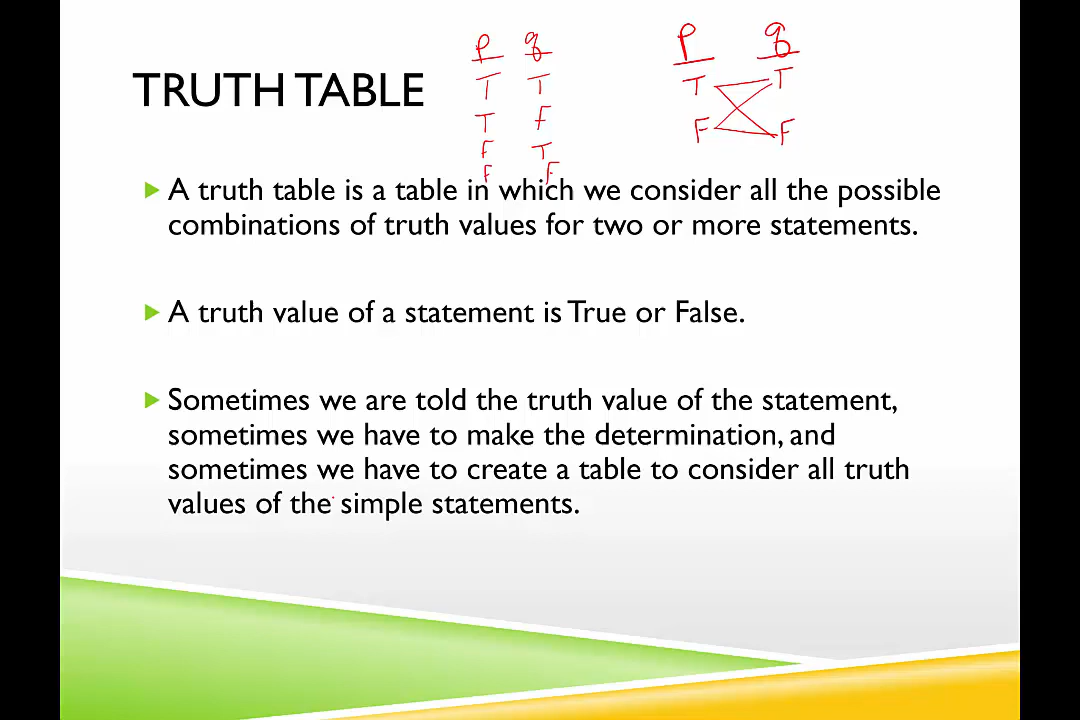 p q
T T
T F
F T
F F
p q
T T
F F
TRUTH TABLE
A truth table is a table in which we consider all the possible
combinations of truth values for two or more statements.
A truth value of a statement is True or False.
Sometimes we are told the truth value of the statement,
sometimes we have to make the determination, and
sometimes we have to create a table to consider all truth
values of the simple statements.